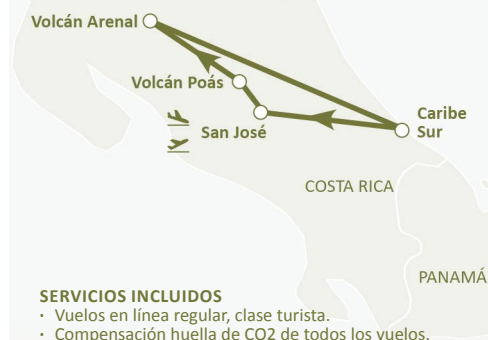 Volcán Arenal
Volcán Poás
San José
Caribe
Sur
COSTA RICA
PANAMÁ
SERVICIOS INCLUIDOS
· Vuelos en línea regular, clase turista.
· Compensación huella de CO2 de todos los vuelos.